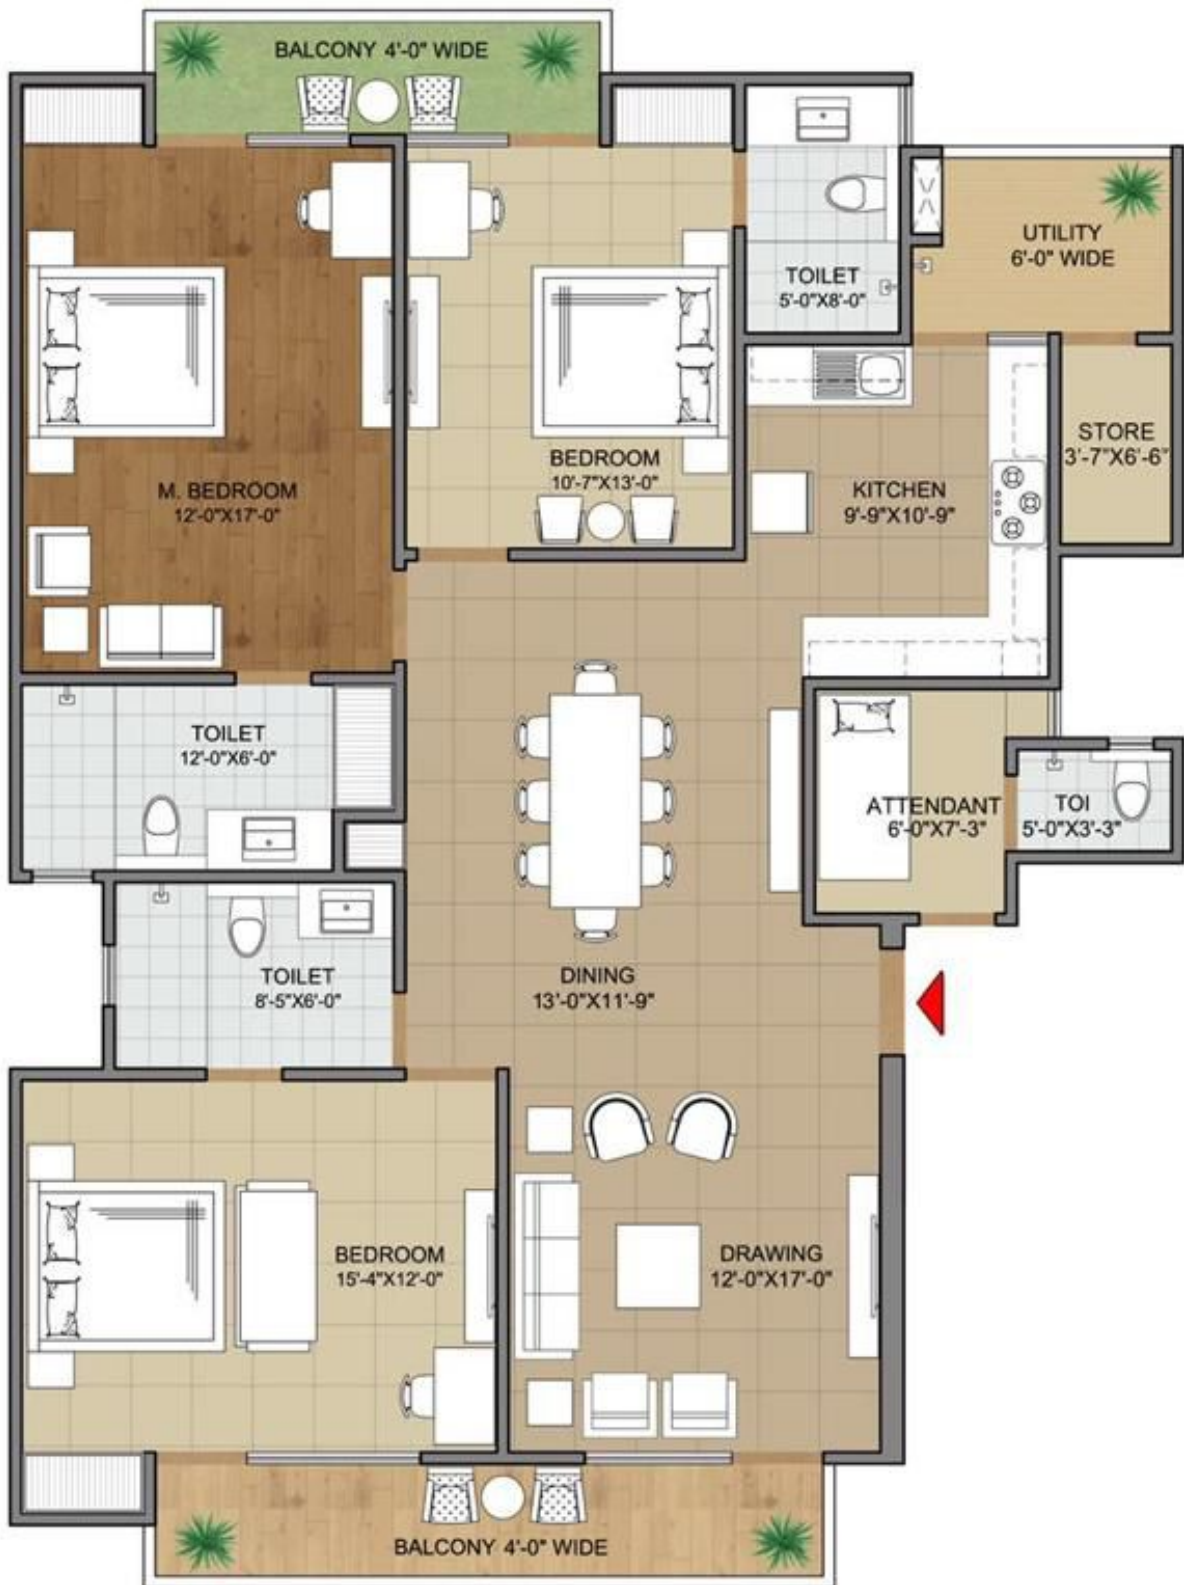 BALCONY 4'-0" WIDE
UTILITY
6'-0" WIDE
TOILET
5'-0"X8'-0"
STORE
3'-7"X6'-6"
BEDROOM
10'-7"X13'-0"
M. BEDROOM
12'-0"X17'-0"
KITCHEN
9'-9"X10'-9"
TOILET
12'-0"X6'-0"
ATTENDANT
6'-0"X7'-3"
TOI
5'-0"X3'-3"
TOILET
8'-5"X6'-0"
DINING
13'-0"X11'-9"
BEDROOM
15'-4"X12'-0"
DRAWING
12'-0"X17'-0"
BALCONY 4'-0" WIDE